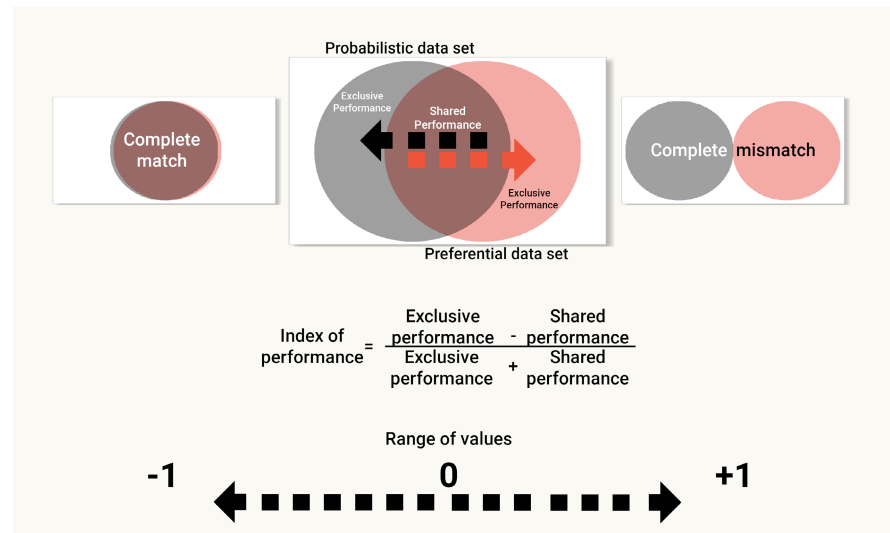 Probabilistic data set
Exclusive
Performance
Shared
Performance
Complete
match
Complete mismatch
Exclusive
Performance
Preferential data set
Index of
performance
=
Exclusive
performance
-
Shared
performance
Exclusive
performance
+
Shared
performance
Range of values
-1
0
+1